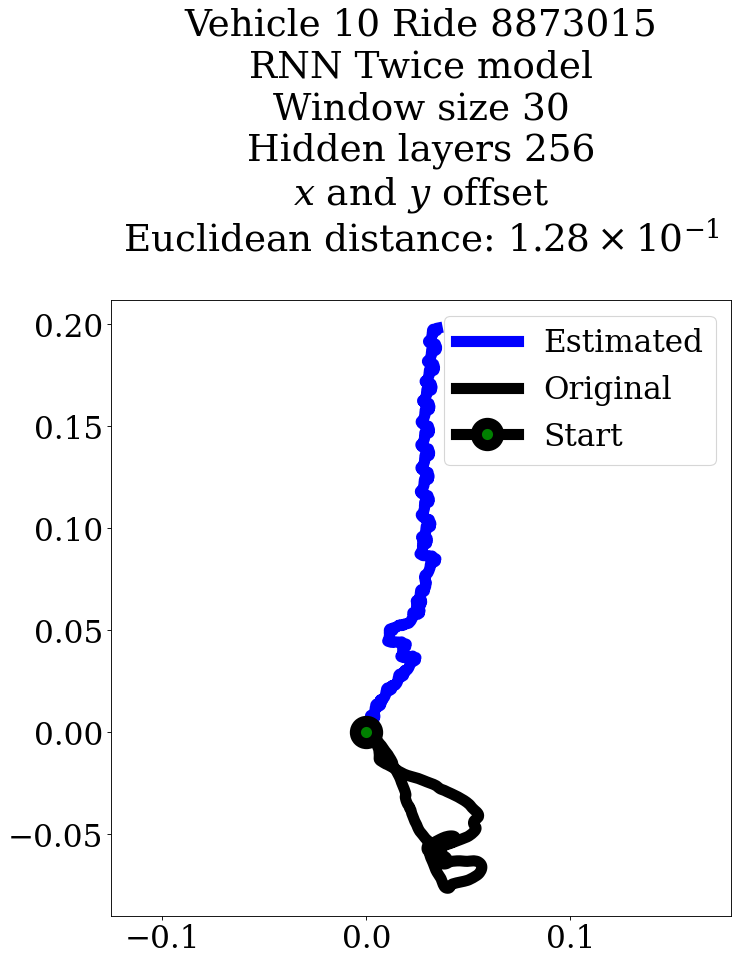 Vehicle 10 Ride 8873015
RNN Twice model
Window size 30
Hidden layers 256
x and y offset
Euclidean distance: 1.28 × 10⁻¹
0.20
0.15
0.10
0.05
0.00
−0.05
−0.1
0.0
0.1
Estimated
Original
Start